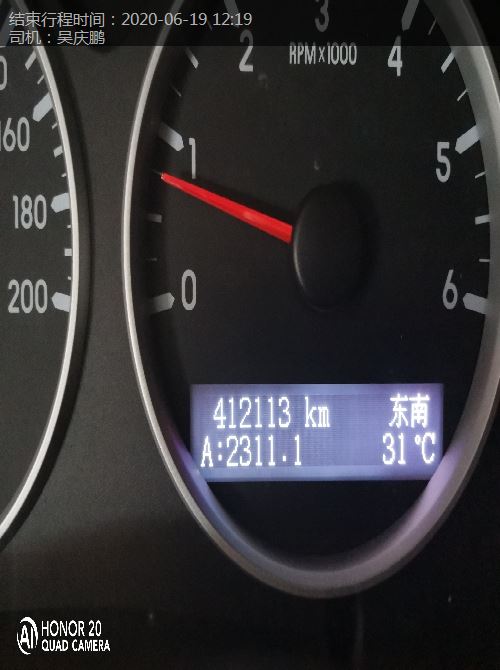 结束行程时间：2020-06-19 12:19
司机：吴庆鹏
3
2 RPM×1000 4
160 1 5
180
200 0 6
412113 km 东南
A:2311.1 31℃
HONOR 20
QUAD CAMERA